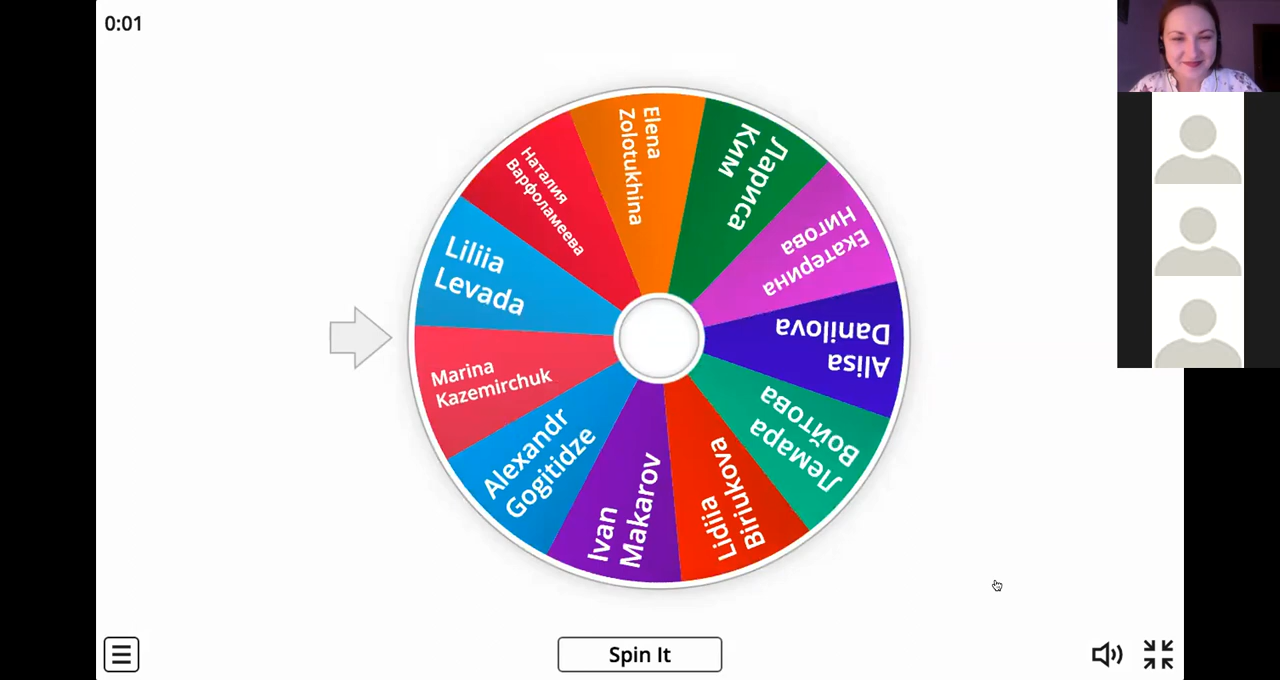 0:01
Elena
Zolotukhina
Лариса
Ким
Екатерина
Нигова
Alisa
Danilova
Лемара
Войтова
Lidiia
Biriukova
Ivan
Makarov
Alexandr
Gogitidze
Marina
Kazemirchuk
Liliia
Levada
Наталия
Варфоламеева
Spin It